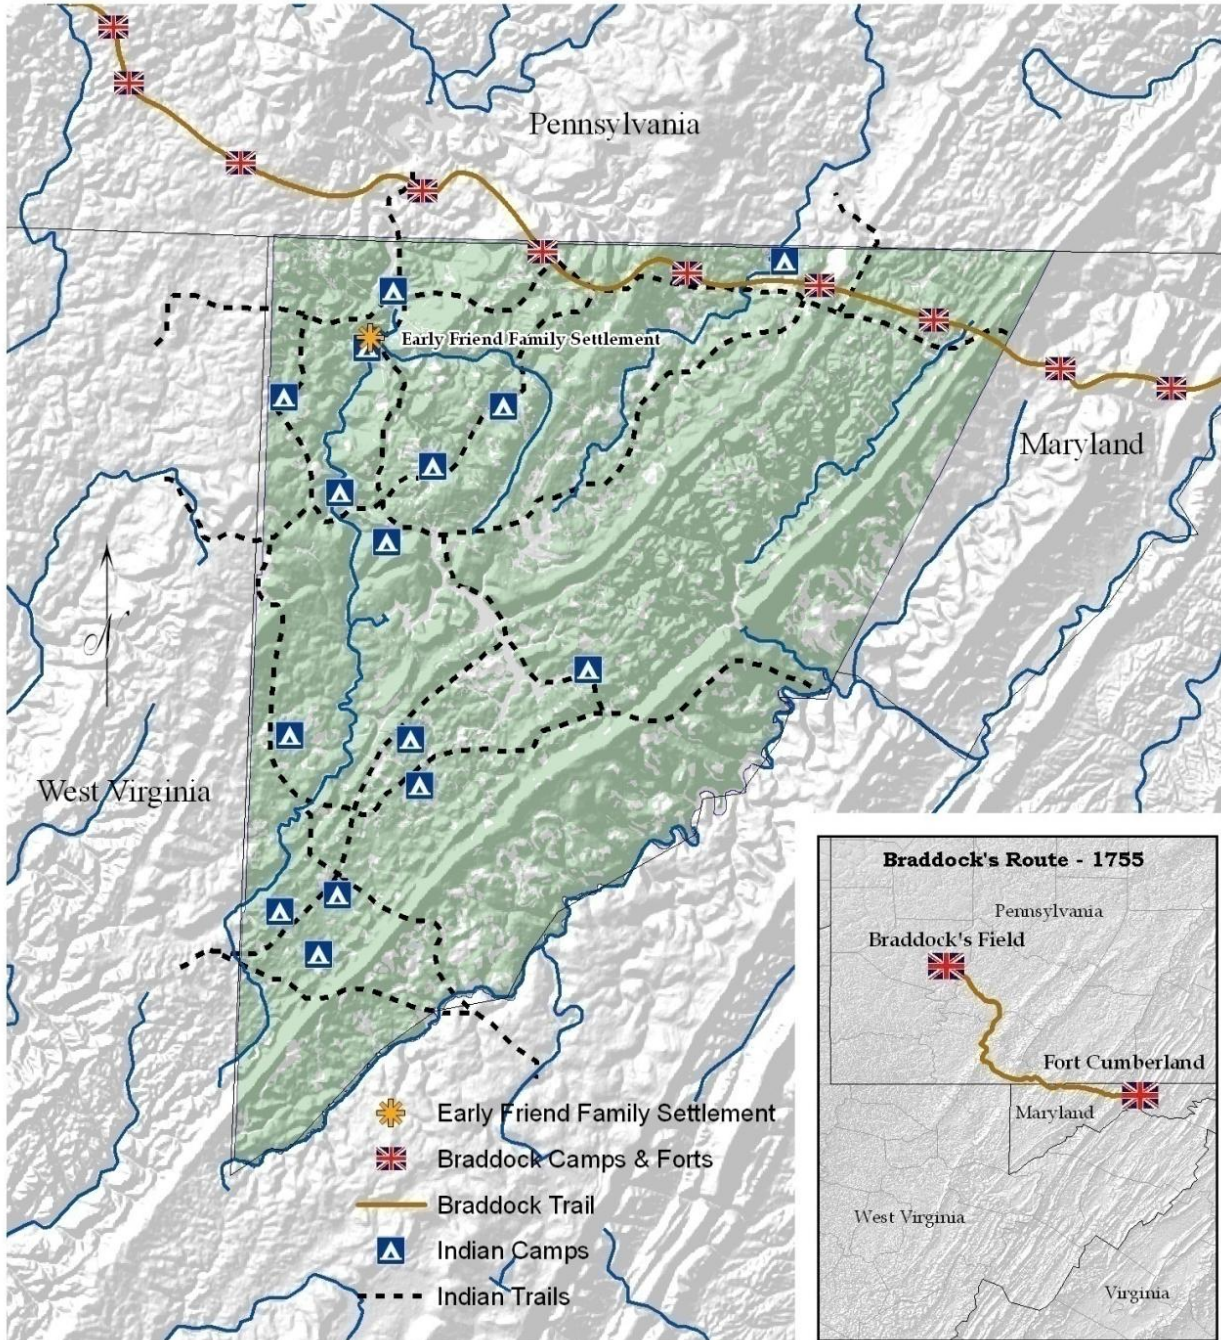 Pennsylvania
Early Friend Family Settlement
Maryland
N
West Virginia
Early Friend Family Settlement
Braddock Camps & Forts
Braddock Trail
Indian Camps
Indian Trails
Braddock's Route - 1755
Pennsylvania
Braddock's Field
Fort Cumberland
Maryland
West Virginia
Virginia